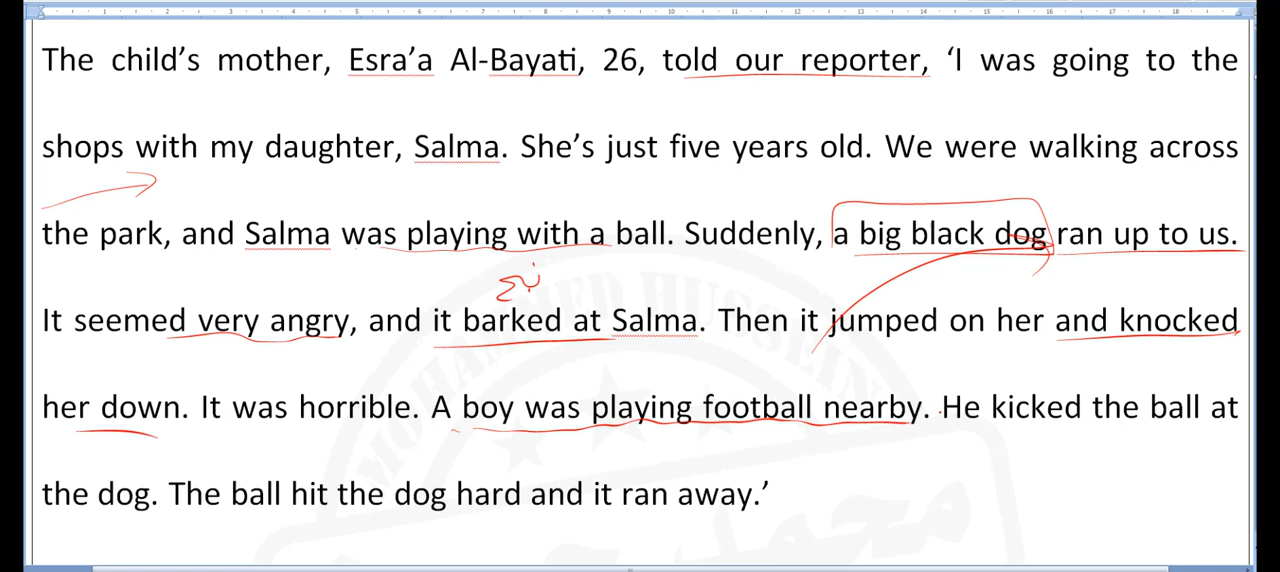 The child's mother, Esra'a Al-Bayati, 26, told our reporter, 'I was going to the
shops with my daughter, Salma. She's just five years old. We were walking across
the park, and Salma was playing with a ball. Suddenly, a big black dog ran up to us.
It seemed very angry, and it barked at Salma. Then it jumped on her and knocked
her down. It was horrible. A boy was playing football nearby. He kicked the ball at
the dog. The ball hit the dog hard and it ran away.'
MOHAMED HUSSEIN